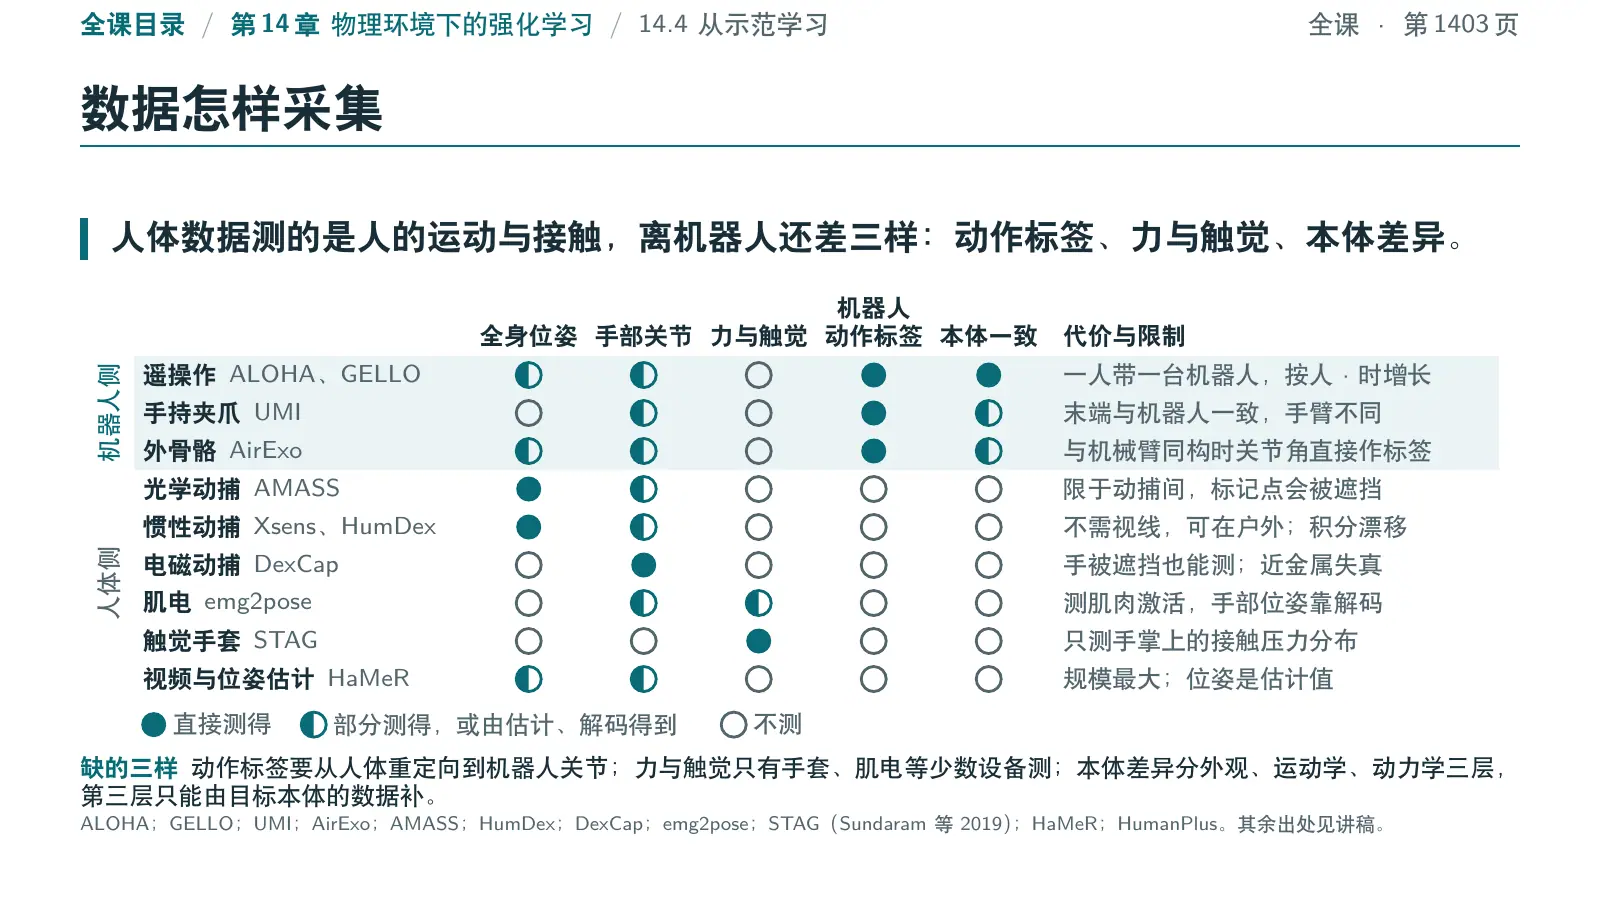 全课目录 / 第 14 章 物理环境下的强化学习 / 14.4 从示范学习
全课 · 第 1403 页
数据怎样采集
人体数据测的是人的运动与接触，离机器人还差三样：动作标签、力与触觉、本体差异。
全身位姿 手部关节 力与触觉 机器人动作标签 本体一致 代价与限制
机器人侧
遥操作 ALOHA、GELLO 一人带一台机器人，按人 · 时增长
手持夹爪 UMI 末端与机器人一致，手臂不同
外骨骼 AirExo 与机械臂同构时关节角直接作标签
人体侧
光学动捕 AMASS 限于动捕间，标记点会被遮挡
惯性动捕 Xsens、HumDex 不需视线，可在户外；积分漂移
电磁动捕 DexCap 手被遮挡也能测；近金属失真
肌电 emg2pose 测肌肉激活，手部位姿靠解码
触觉手套 STAG 只测手掌上的接触压力分布
视频与位姿估计 HaMeR 规模最大；位姿是估计值
直接测得 部分测得，或由估计、解码得到 不测
缺的三样 动作标签要从人体重定向到机器人关节；力与触觉只有手套、肌电等少数设备测；本体差异分外观、运动学、动力学三层，
第三层只能由目标本体的数据补。
ALOHA；GELLO；UMI；AirExo；AMASS；HumDex；DexCap；emg2pose；STAG（Sundaram 等 2019）；HaMeR；HumanPlus。其余出处见讲稿。